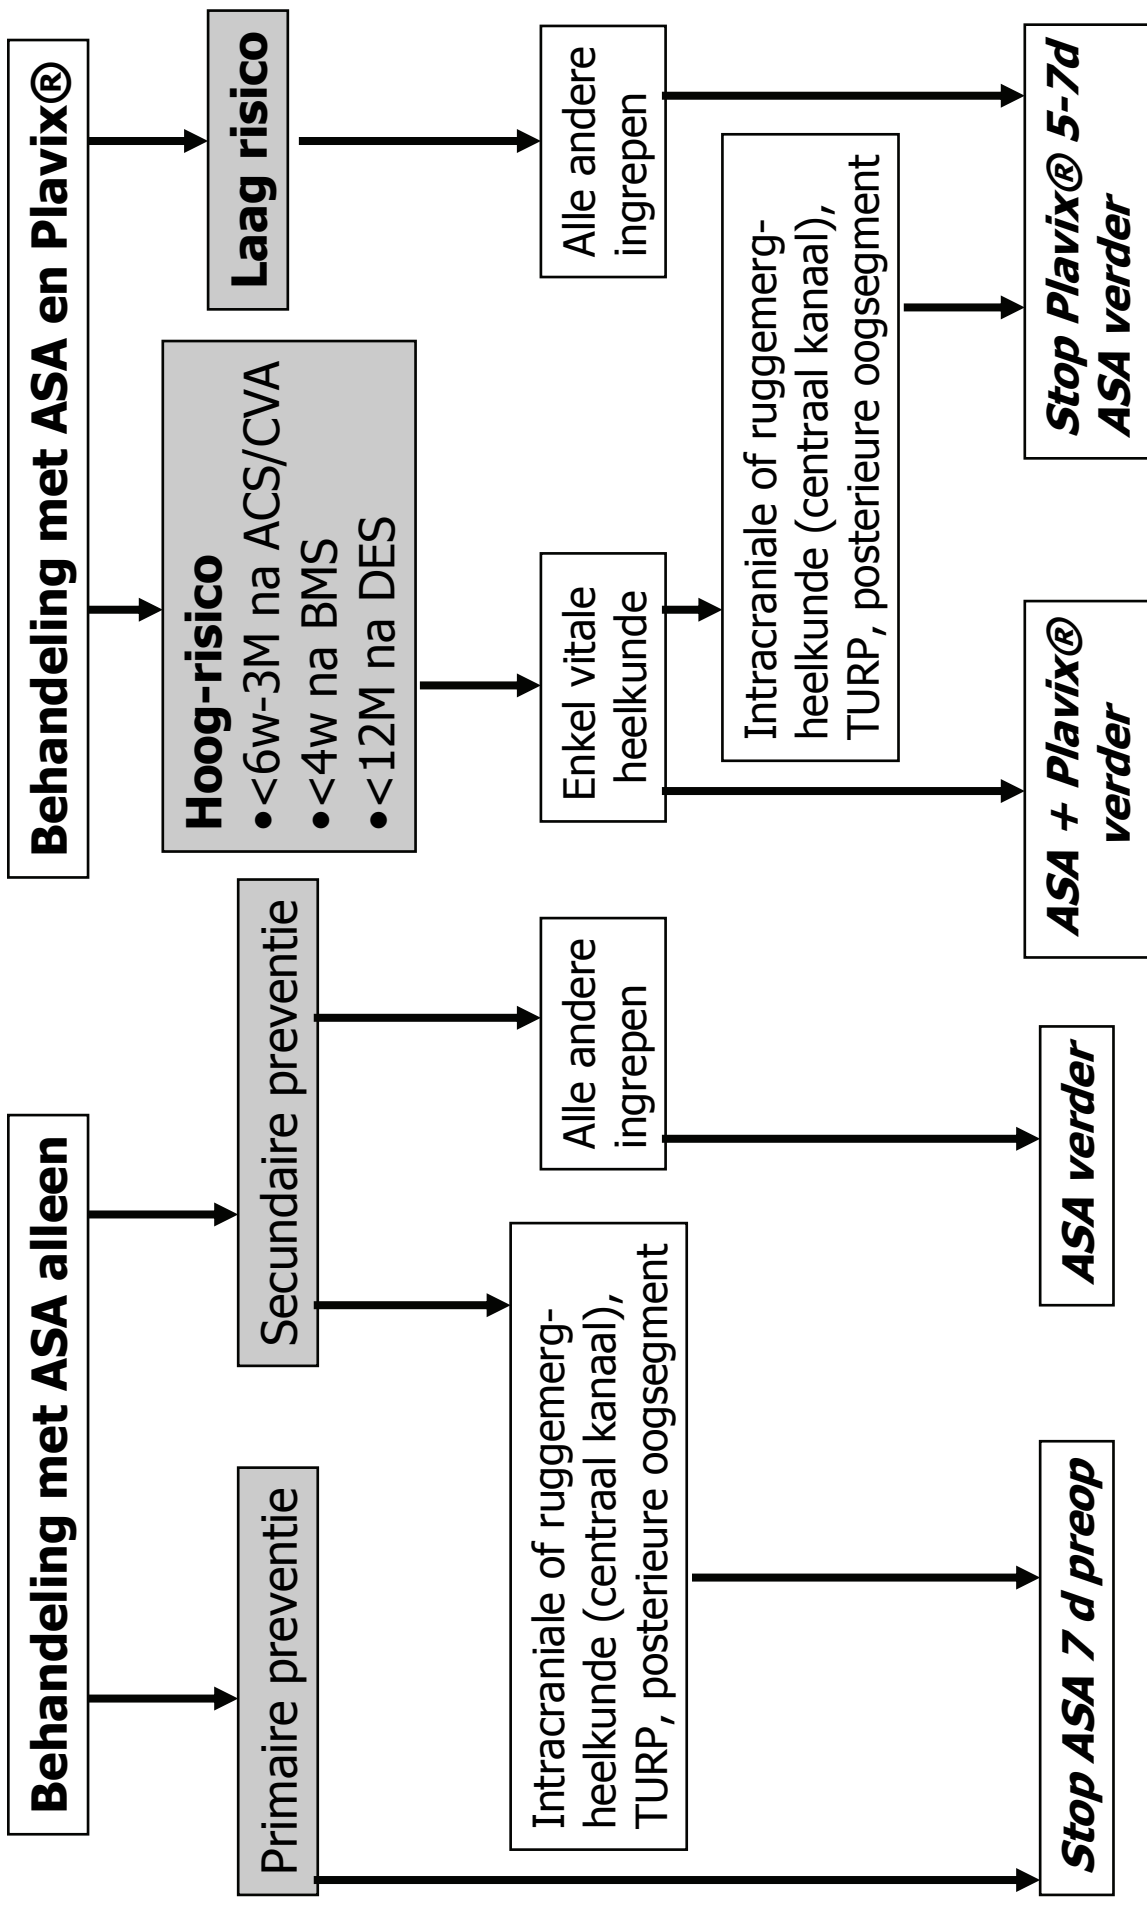 Behandeling met ASA alleen
Primaire preventie
Secundaire preventie
Intracraniale of ruggemerg-
heelkunde (centraal kanaal),
TURP, posterieure oogsegment
Alle andere
ingrepen
Stop ASA 7 d preop
ASA verder
Behandeling met ASA en Plavix®
Hoog-risico
•<6w-3M na ACS/CVA
•<4w na BMS
•<12M na DES
Laag risico
Enkel vitale
heelkunde
Alle andere
ingrepen
Intracraniale of ruggemerg-
heelkunde (centraal kanaal),
TURP, posterieure oogsegment
ASA + Plavix®
verder
Stop Plavix® 5-7d
ASA verder